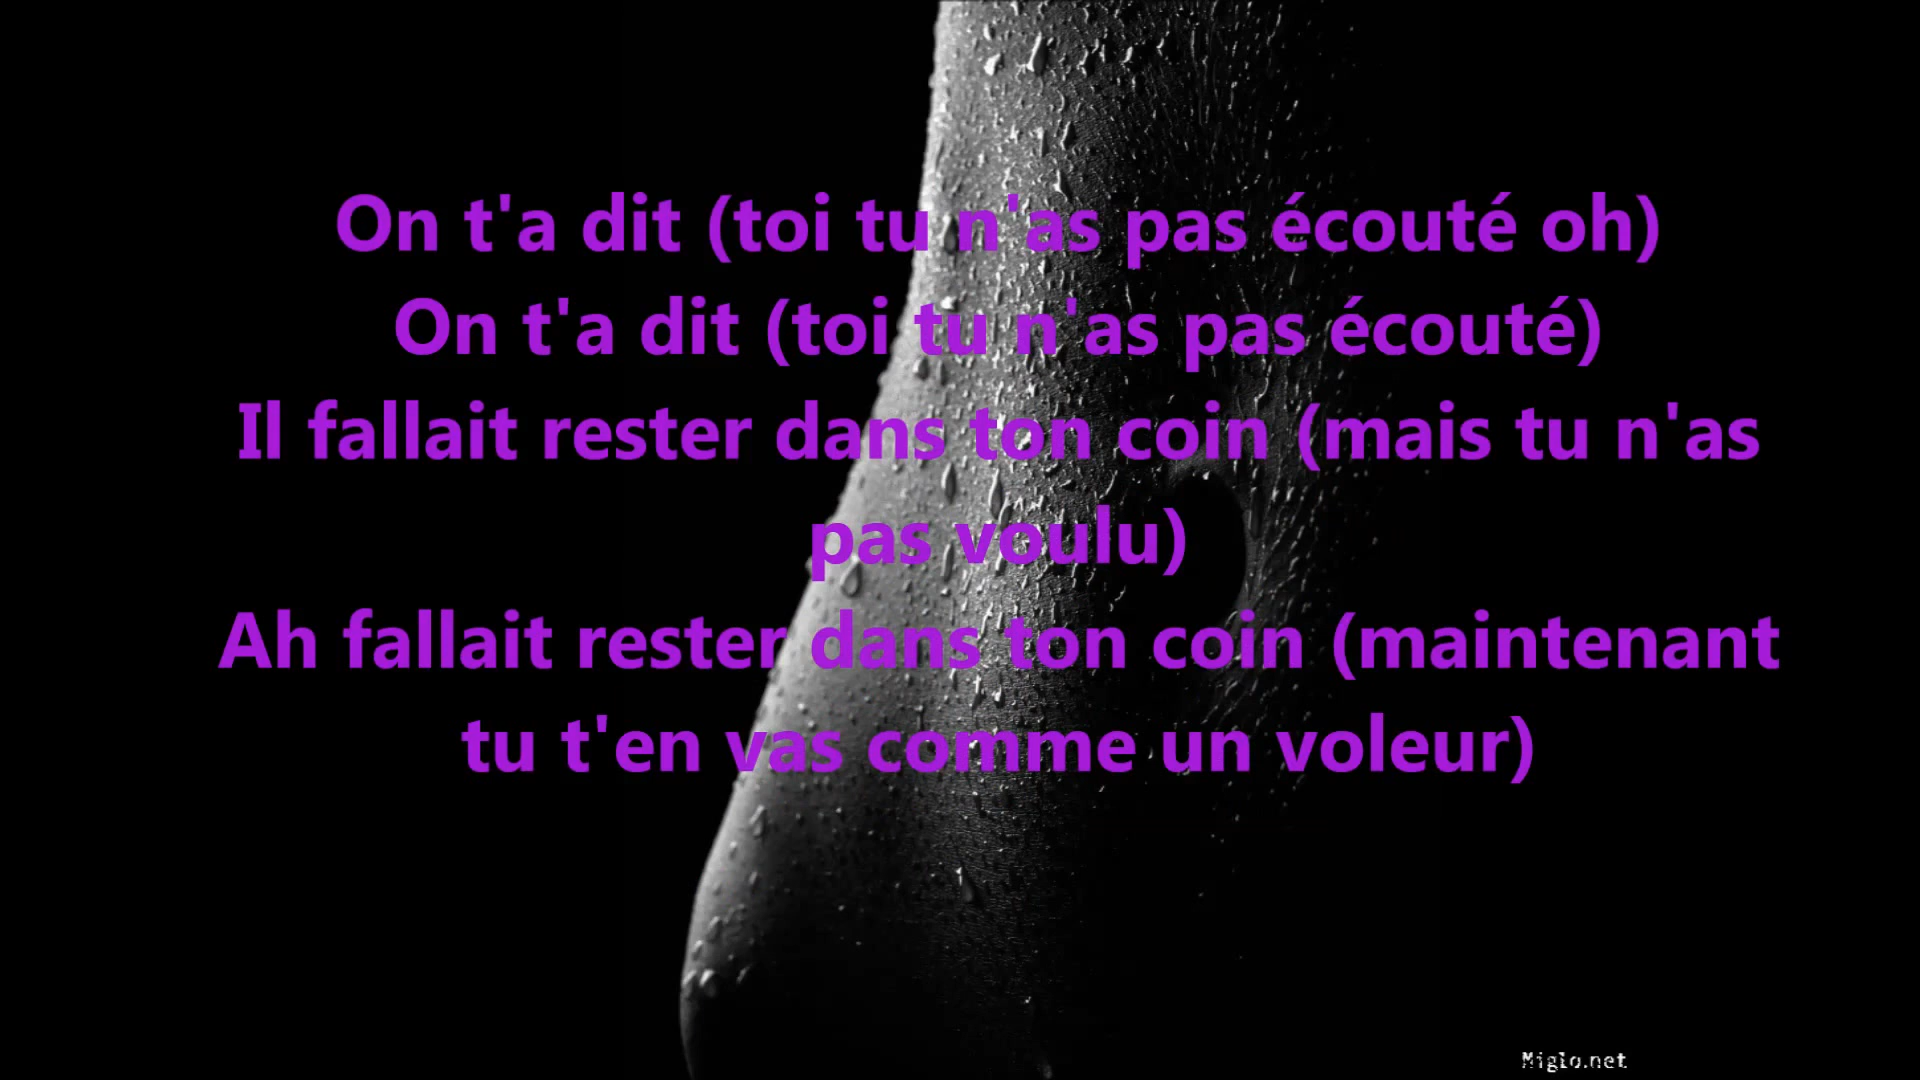 On t'a dit (toi tu n'as pas écouté oh)
On t'a dit (toi tu n'as pas écouté)
Il fallait rester dans ton coin (mais tu n'as
pas voulu)
Ah fallait rester dans ton coin (maintenant
tu t'en vas comme un voleur)
Miglo.net